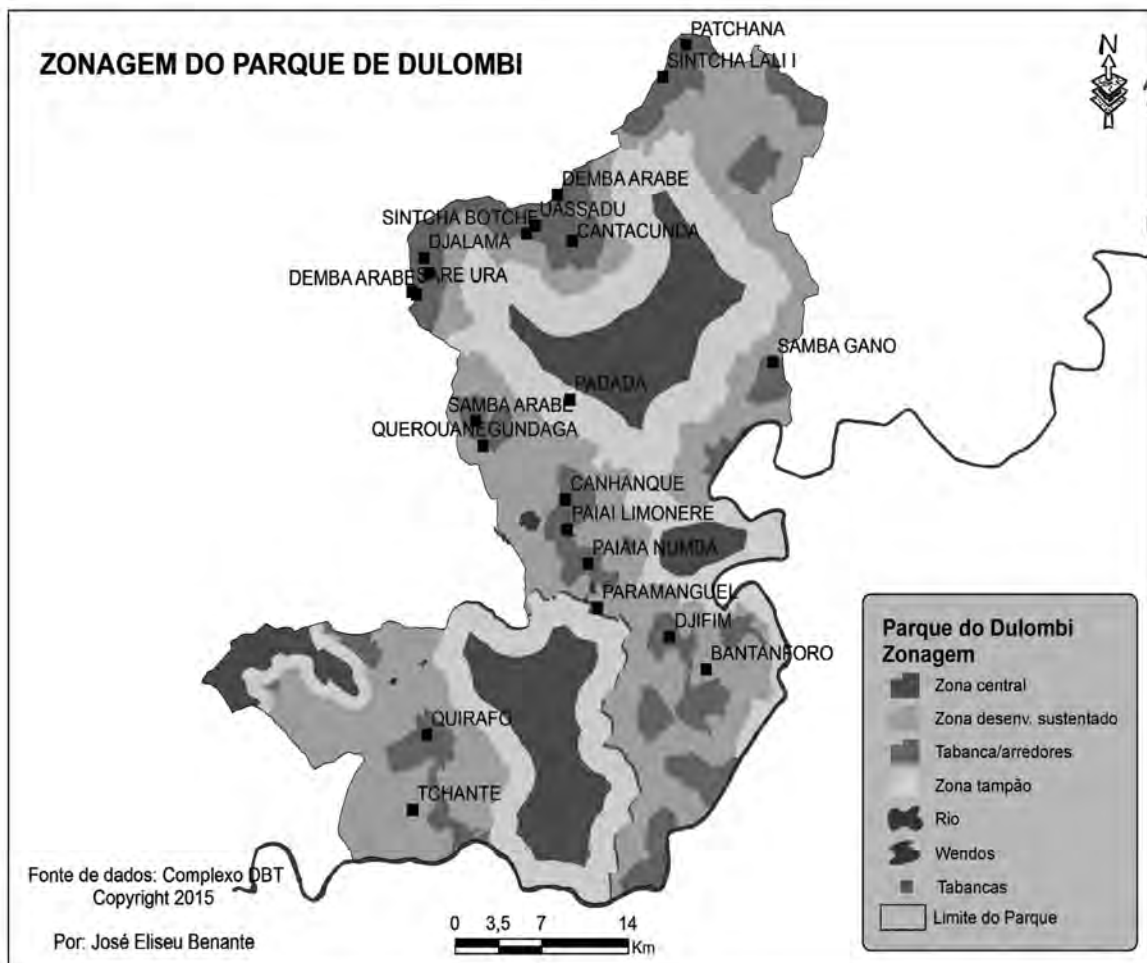 ZONAGEM DO PARQUE DE DULOMBI
N
PATCHANA
SINTCHA LALI I
DEMBA ARABE
UASSADU
SINTCHA BOTCHE
CANTACUNDA
DJALAMA
SARE URA
DEMBA ARABE
SAMBA GANO
PADADA
SAMBA ARABE
QUEROUANEGUNDAGA
CANHANQUE
PAIAI LIMONERE
PAIAIA NUMBA
PARAMANGUEL
DJIFIM
BANTANFORO
QUIRAFO
TCHANTE
Parque do Dulombi
Zonagem
Zona central
Zona desenv. sustentado
Tabanca/arredores
Zona tampão
Rio
Wendos
Tabancas
Limite do Parque
Fonte de dados: Complexo DBT
Copyright 2015
Por: José Eliseu Benante
0 3,5 7 14
Km